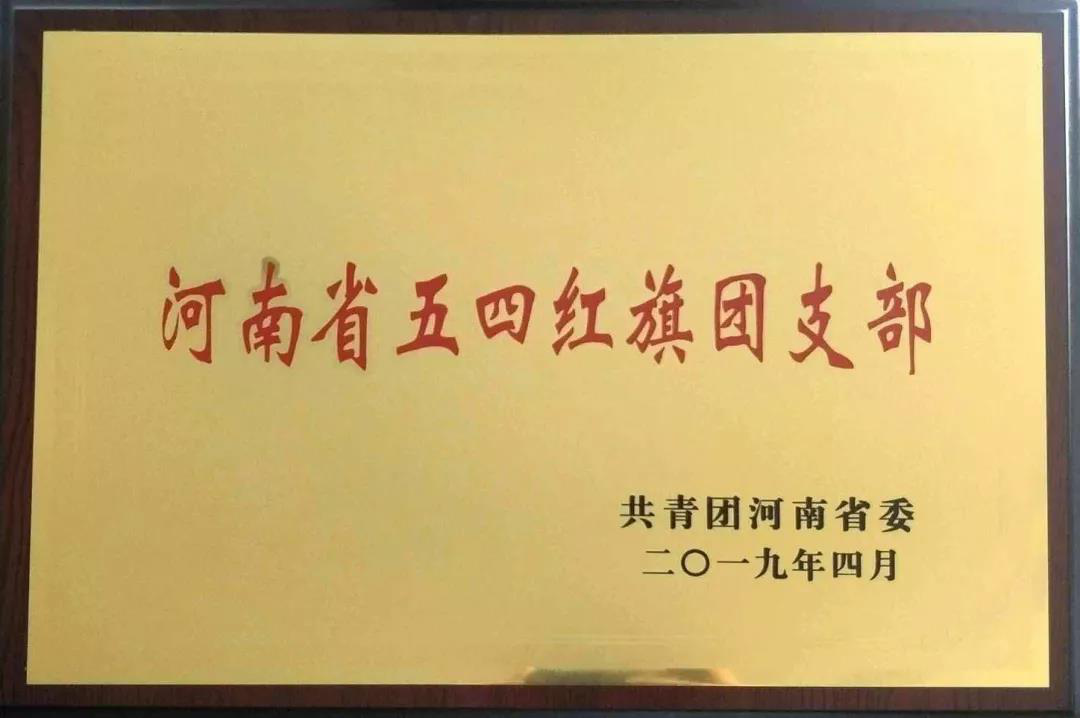 河南省五四红旗团支部
共青团河南省委
二〇一九年四月